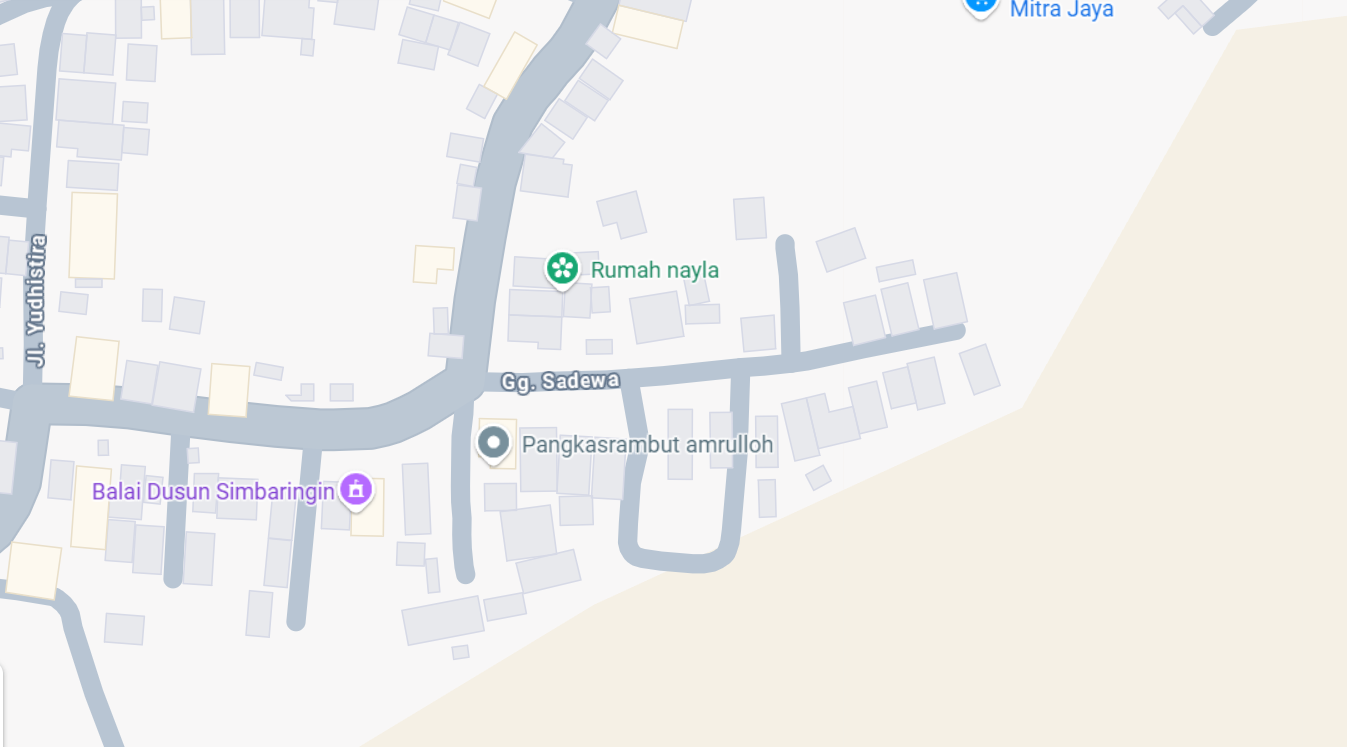 Mitra Jaya
Jl. Yudhistira
Rumah nayla
Gg. Sadewa
Pangkasrambut amrulloh
Balai Dusun Simbaringin